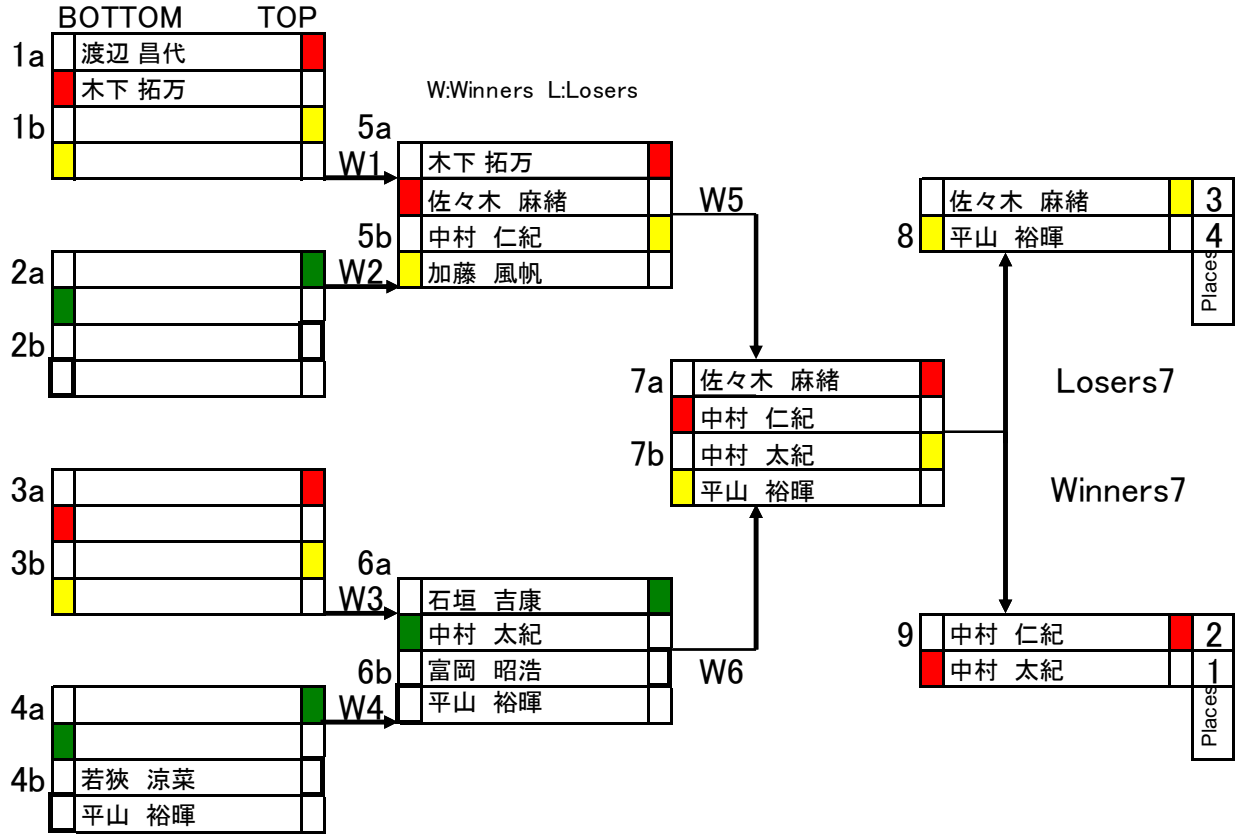 BOTTOM TOP
1a 渡辺 昌代
木下 拓万
W:Winners L:Losers
1b
5a
W1
木下 拓万
佐々木 麻緒
W5
5b 中村 仁紀
加藤 風帆
佐々木 麻緒 3
8 平山 裕暉 4
Places
2a
W2
2b
7a 佐々木 麻緒
中村 仁紀
7b 中村 太紀
平山 裕暉
Losers7
Winners7
3a
3b
6a
W3
石垣 吉康
中村 太紀
W6
6b 富岡 昭浩
平山 裕暉
9 中村 仁紀 2
中村 太紀 1
Places
4a
W4
4b 若狹 涼菜
平山 裕暉